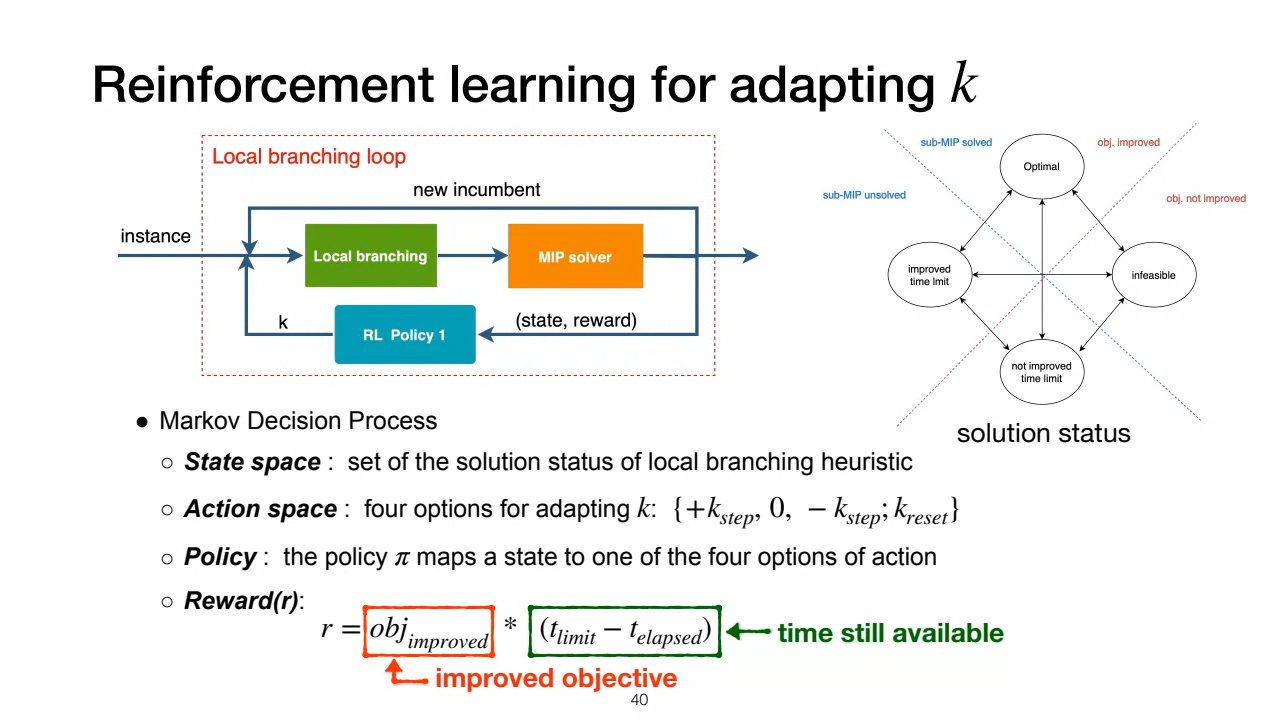 Reinforcement learning for adapting k
Local branching loop
new incumbent
instance
Local branching
MIP solver
k
RL Policy 1
(state, reward)
sub-MIP solved
obj. improved
Optimal
sub-MIP unsolved
obj. not improved
improved
time lmit
infeasible
not improved
time limit
solution status
● Markov Decision Process
○ State space : set of the solution status of local branching heuristic
○ Action space : four options for adapting k: {+k_step, 0, − k_step; k_reset}
○ Policy : the policy π maps a state to one of the four options of action
○ Reward(r):
r = obj_improved * (t_limit − t_elapsed)
time still available
improved objective
40